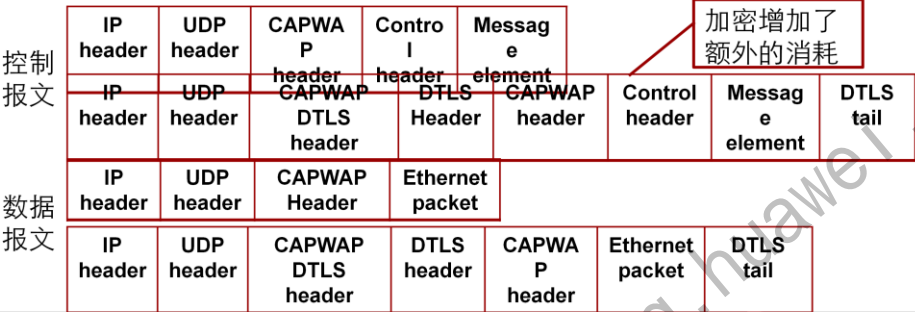 加密增加了
额外的消耗
控制
报文
IP
header
UDP
header
CAPWA
P
header
Contro
l
header
Messag
e
element
IP
header
UDP
header
CAPWAP
DTLS
header
DTLS
Header
CAPWAP
header
Control
header
Messag
e
element
DTLS
tail
数据
报文
IP
header
UDP
header
CAPWAP
Header
Ethernet
packet
IP
header
UDP
header
CAPWAP
DTLS
header
DTLS
header
CAPWA
P
header
Ethernet
packet
DTLS
tail
.huawei.